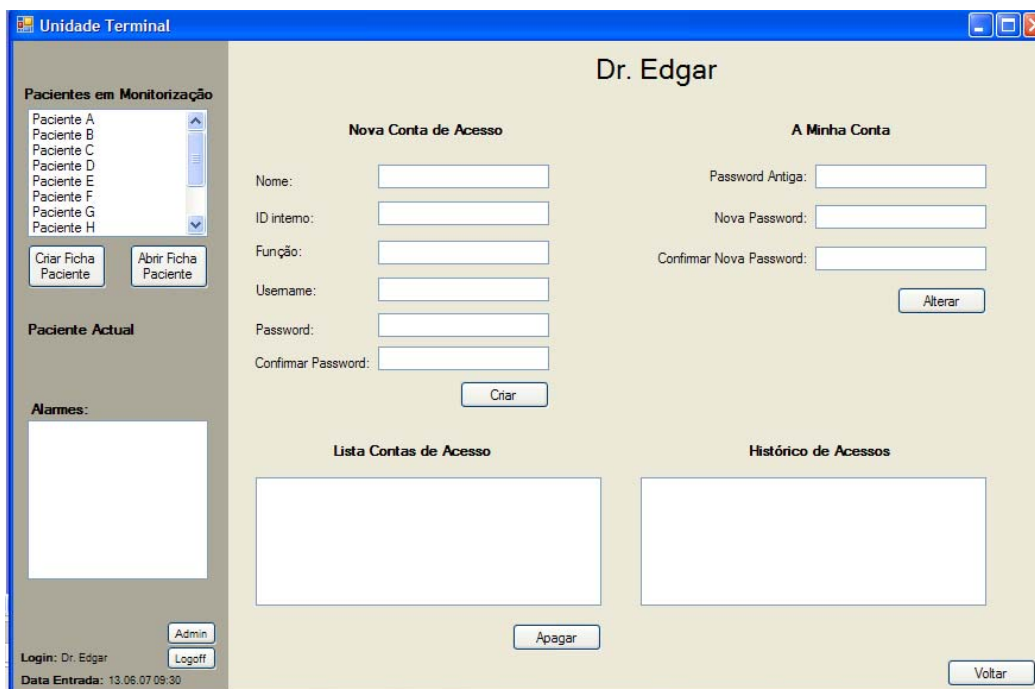 Unidade Terminal
Pacientes em Monitorização
Paciente A
Paciente B
Paciente C
Paciente D
Paciente E
Paciente F
Paciente G
Paciente H
Criar Ficha
Paciente
Abrir Ficha
Paciente
Paciente Actual
Alarmes:
Admin
Logoff
Login: Dr. Edgar
Data Entrada: 13.06.07 09:30
Dr. Edgar
Nova Conta de Acesso
Nome:
ID interno:
Função:
Username:
Password:
Confirmar Password:
Criar
A Minha Conta
Password Antiga:
Nova Password:
Confirmar Nova Password:
Alterar
Lista Contas de Acesso
Apagar
Histórico de Acessos
Voltar